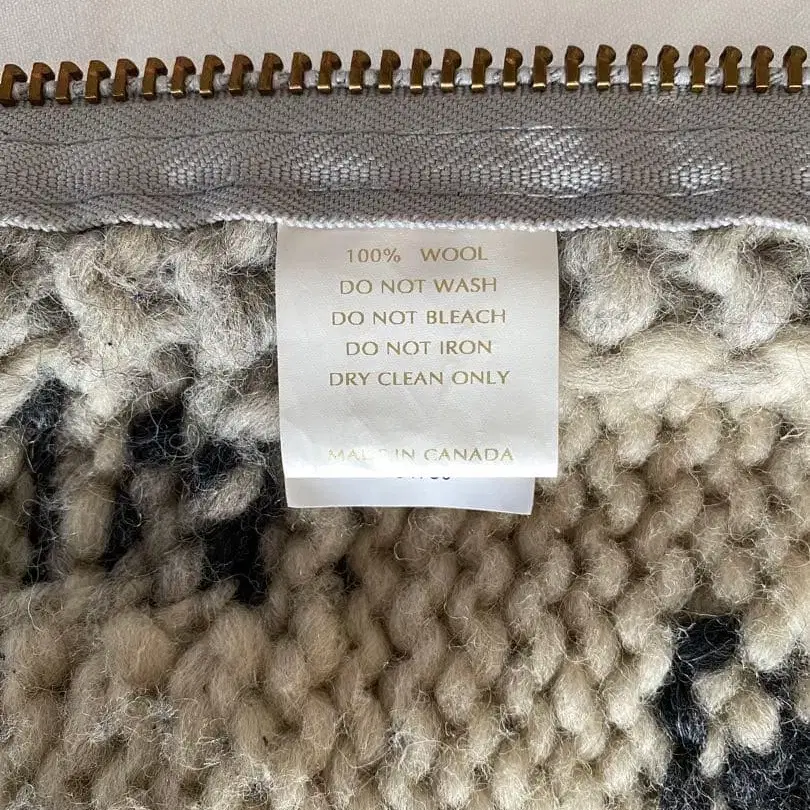 100% WOOL
DO NOT WASH
DO NOT BLEACH
DO NOT IRON
DRY CLEAN ONLY
MADE IN CANADA